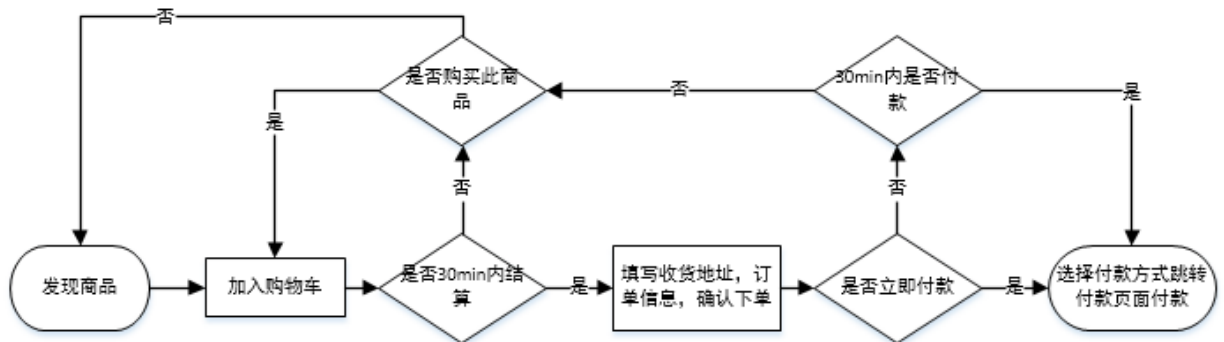 否
是否购买此商
品
30min内是否付
款
否
是
是
否
否
发现商品
加入购物车
是否30min内结
算
是
填写收货地址，订
单信息，确认下单
是否立即付款
是
选择付款方式跳转
付款页面付款